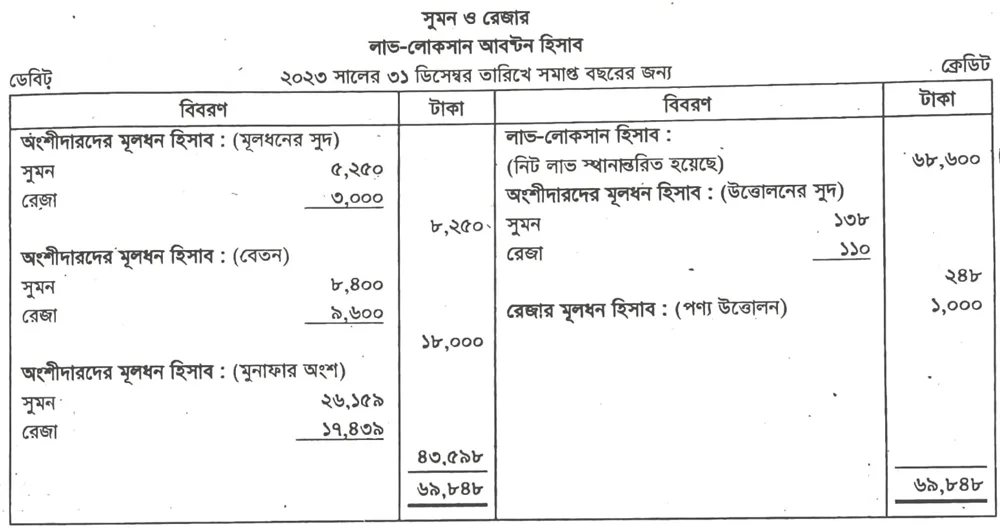 সুমন ও রেজার
লাভ-লোকসান আবণ্টন হিসাব
ডেবিট ২০২৩ সালের ৩১ ডিসেম্বর তারিখে সমাপ্ত বছরের জন্য ক্রেডিট
বিবরণ টাকা বিবরণ টাকা
অংশীদারদের মূলধন হিসাব : (মূলধনের সুদ)
সুমন ৫,২৫০
রেজা ৩,০০০
৮,২৫০
অংশীদারদের মূলধন হিসাব : (বেতন)
সুমন ৮,৪০০
রেজা ৯,৬০০
১৮,০০০
অংশীদারদের মূলধন হিসাব : (মুনাফার অংশ)
সুমন ২৬,১৫৯
রেজা ১৭,৪৩৯
৪৩,৫৯৮
৬৯,৮৪৮
লাভ-লোকসান হিসাব :
(নিট লাভ স্থানান্তরিত হয়েছে) ৬৮,৬০০
অংশীদারদের মূলধন হিসাব : (উত্তোলনের সুদ)
সুমন ১৩৮
রেজা ১১০
২৪৮
রেজার মূলধন হিসাব : (পণ্য উত্তোলন) ১,০০০
৬৯,৮৪৮